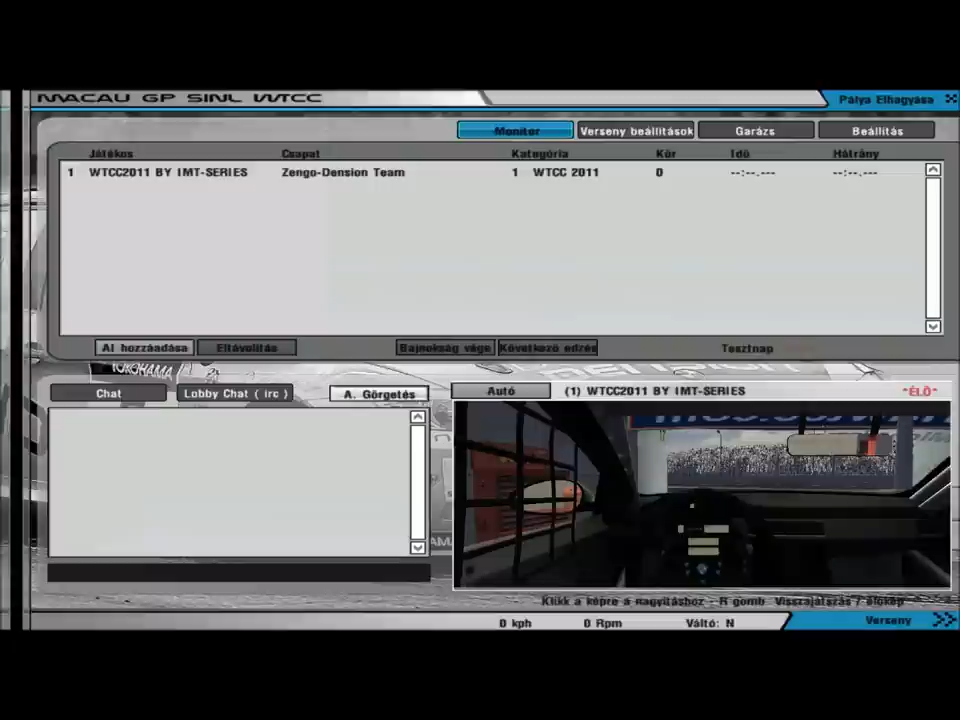 MACAU GP SINL WTCC
Pálya Elhagyása
Monitor
Verseny beállítások
Garázs
Beállítás
Játékos Csapat Kategória Kör Idő Hátrány
1 WTCC2011 BY IMT-SERIES Zengo-Dension Team 1 WTCC 2011 0 --:--.--- --:--.---
AI hozzáadása
Eltávolítás
Bajnokság vége
Következő edzés
Tesztnap
YOKOHAMA
Chat
Lobby Chat ( irc )
A. Görgetés
Autó
(1) WTCC2011 BY IMT-SERIES
"ÉLŐ"
Klikk a képre a nagyításhoz - R gomb Visszajátszás / élőkép
0 kph
0 Rpm
Váltó: N
Verseny